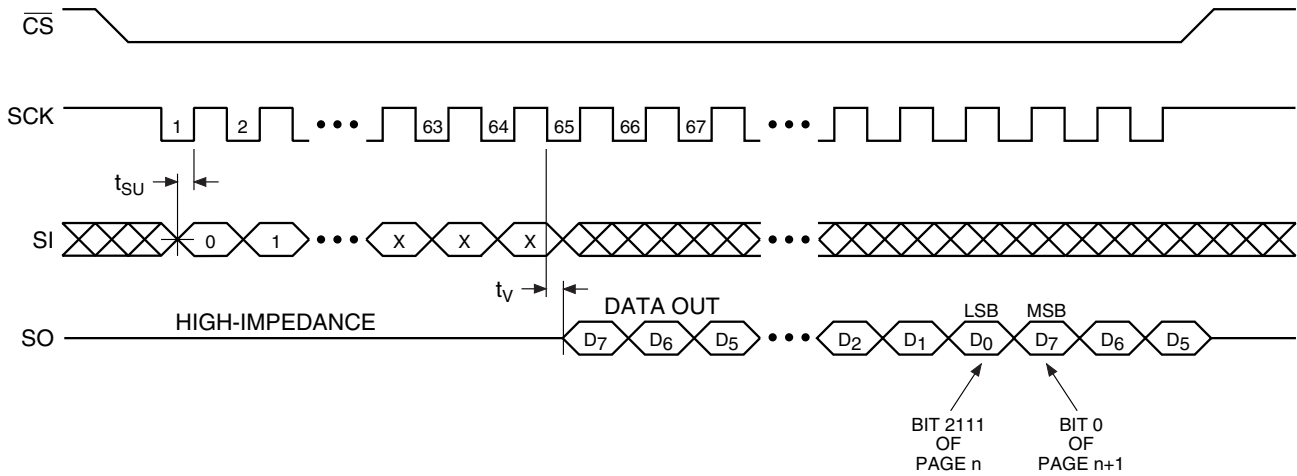 CS
SCK 1 2 ••• 63 64 65 66 67 •••
tSU
SI 0 1 ••• X X X •••
tV
HIGH-IMPEDANCE DATA OUT LSB MSB
SO D7 D6 D5 ••• D2 D1 D0 D7 D6 D5
BIT 2111
OF
PAGE n
BIT 0
OF
PAGE n+1